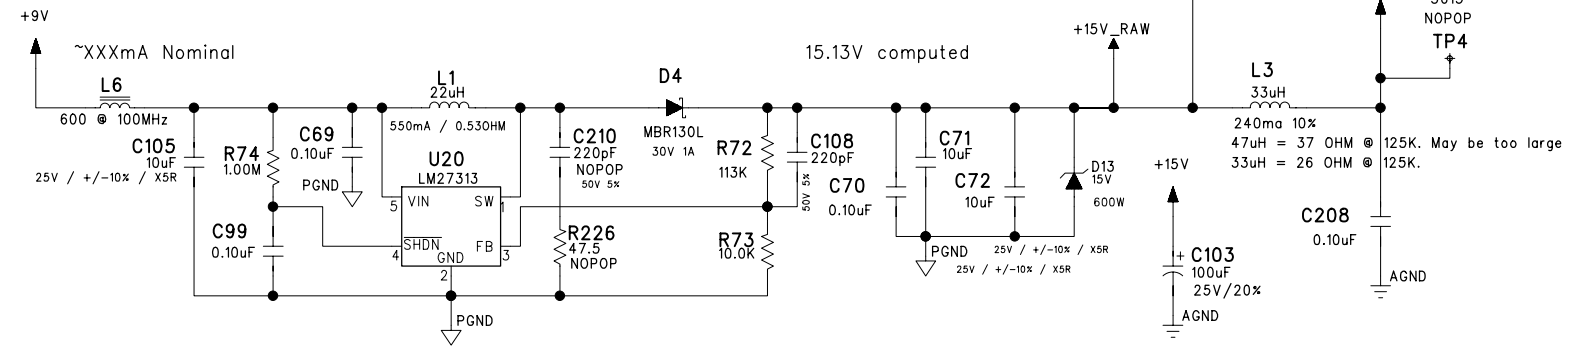 +9V
~XXXmA Nominal
L6
600 @ 100MHz
C105
10uF
25V / +/-10% / X5R
R74
1.00M
C99
0.10uF
C69
0.10uF
PGND
L1
22uH
550mA / 0.53OHM
U20
LM27313
5
VIN
SW
1
SHDN
4
FB
3
GND
2
PGND
C210
220pF
NOPOP
50V 5%
R226
47.5
NOPOP
D4
MBR130L
30V 1A
15.13V computed
R72
113K
R73
10.0K
C108
220pF
50V 5%
C70
0.10uF
C71
10uF
C72
10uF
PGND
25V / +/-10% / X5R
25V / +/-10% / X5R
D13
15V
600W
+15V_RAW
L3
33uH
240ma 10%
47uH = 37 OHM @ 125K. May be too large
33uH = 26 OHM @ 125K.
+15V
+
C103
100uF
25V/20%
AGND
NOPOP
TP4
C208
0.10uF
AGND